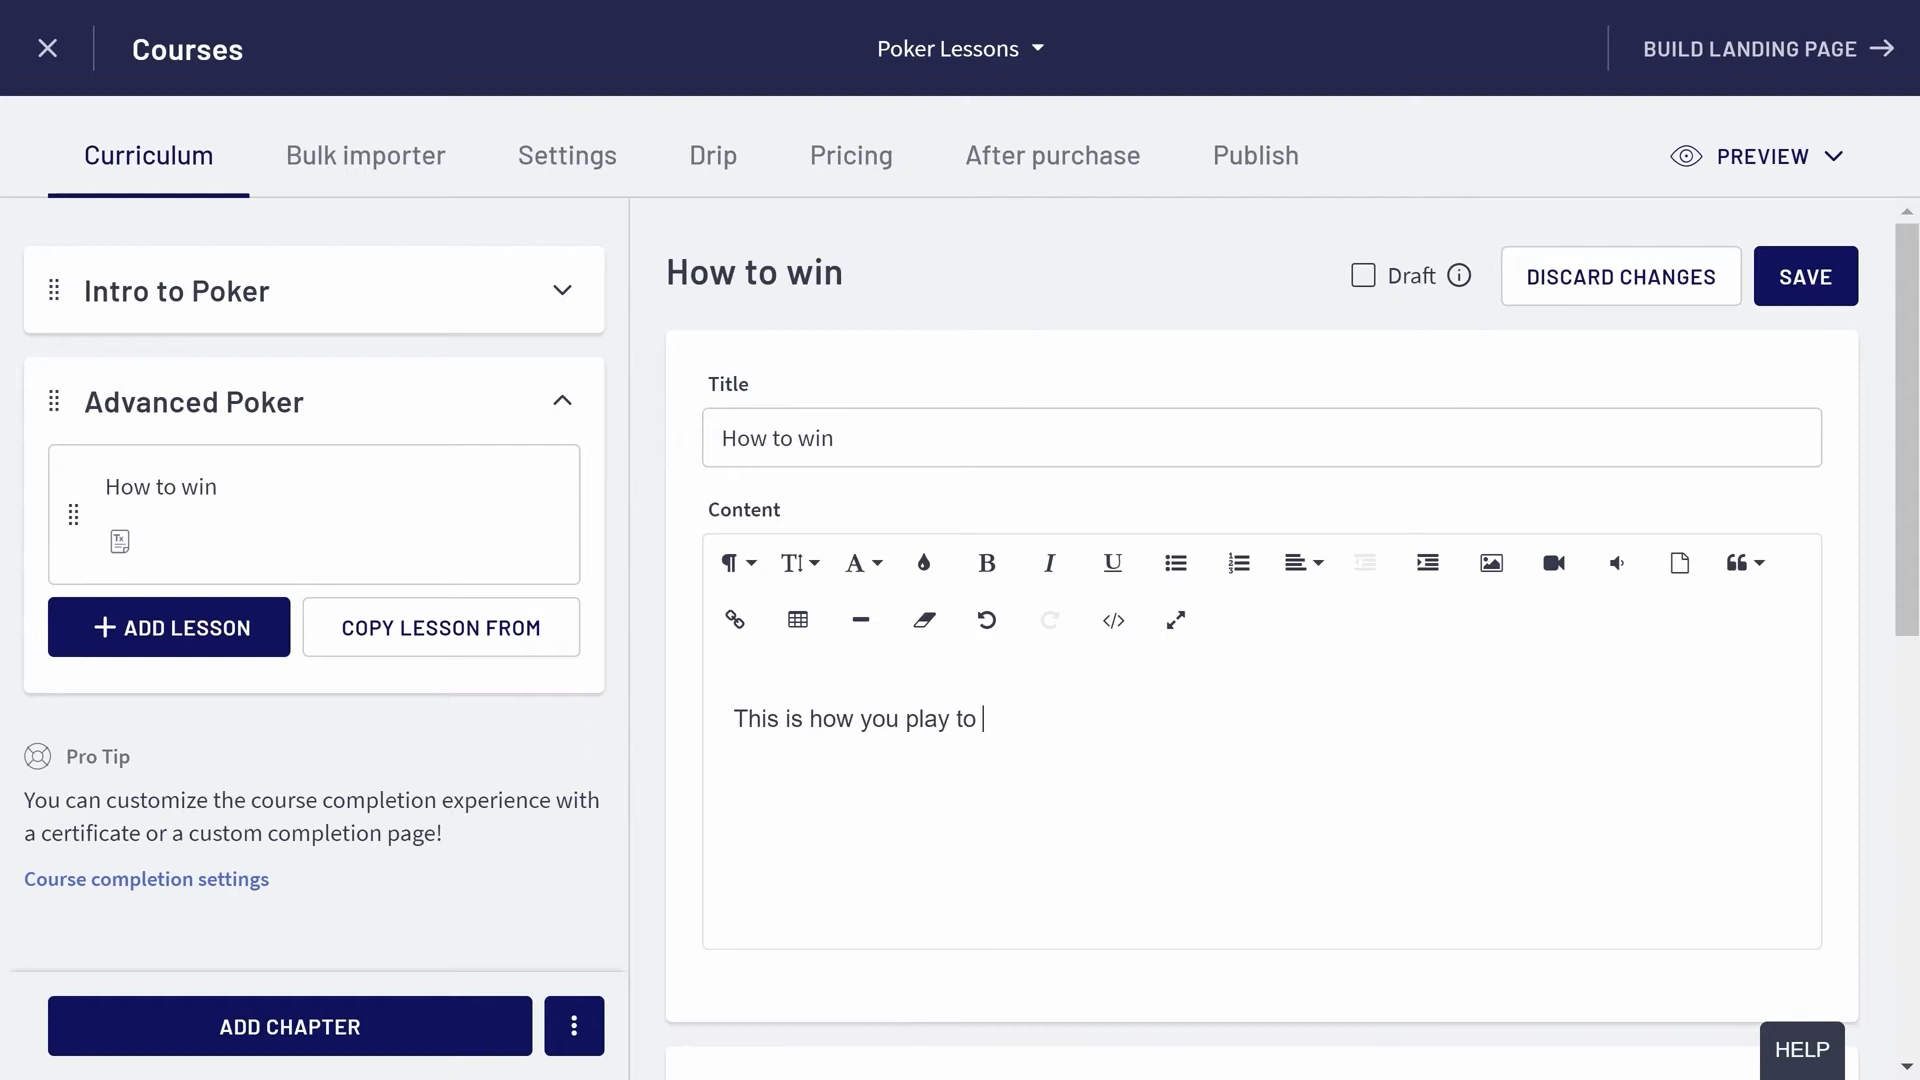 Courses
Poker Lessons
BUILD LANDING PAGE
Curriculum
Bulk importer
Settings
Drip
Pricing
After purchase
Publish
PREVIEW
Intro to Poker
Advanced Poker
How to win
Tx
+ ADD LESSON
COPY LESSON FROM
Pro Tip
You can customize the course completion experience with
a certificate or a custom completion page!
Course completion settings
ADD CHAPTER
How to win
Draft
DISCARD CHANGES
SAVE
Title
How to win
Content
This is how you play to
HELP